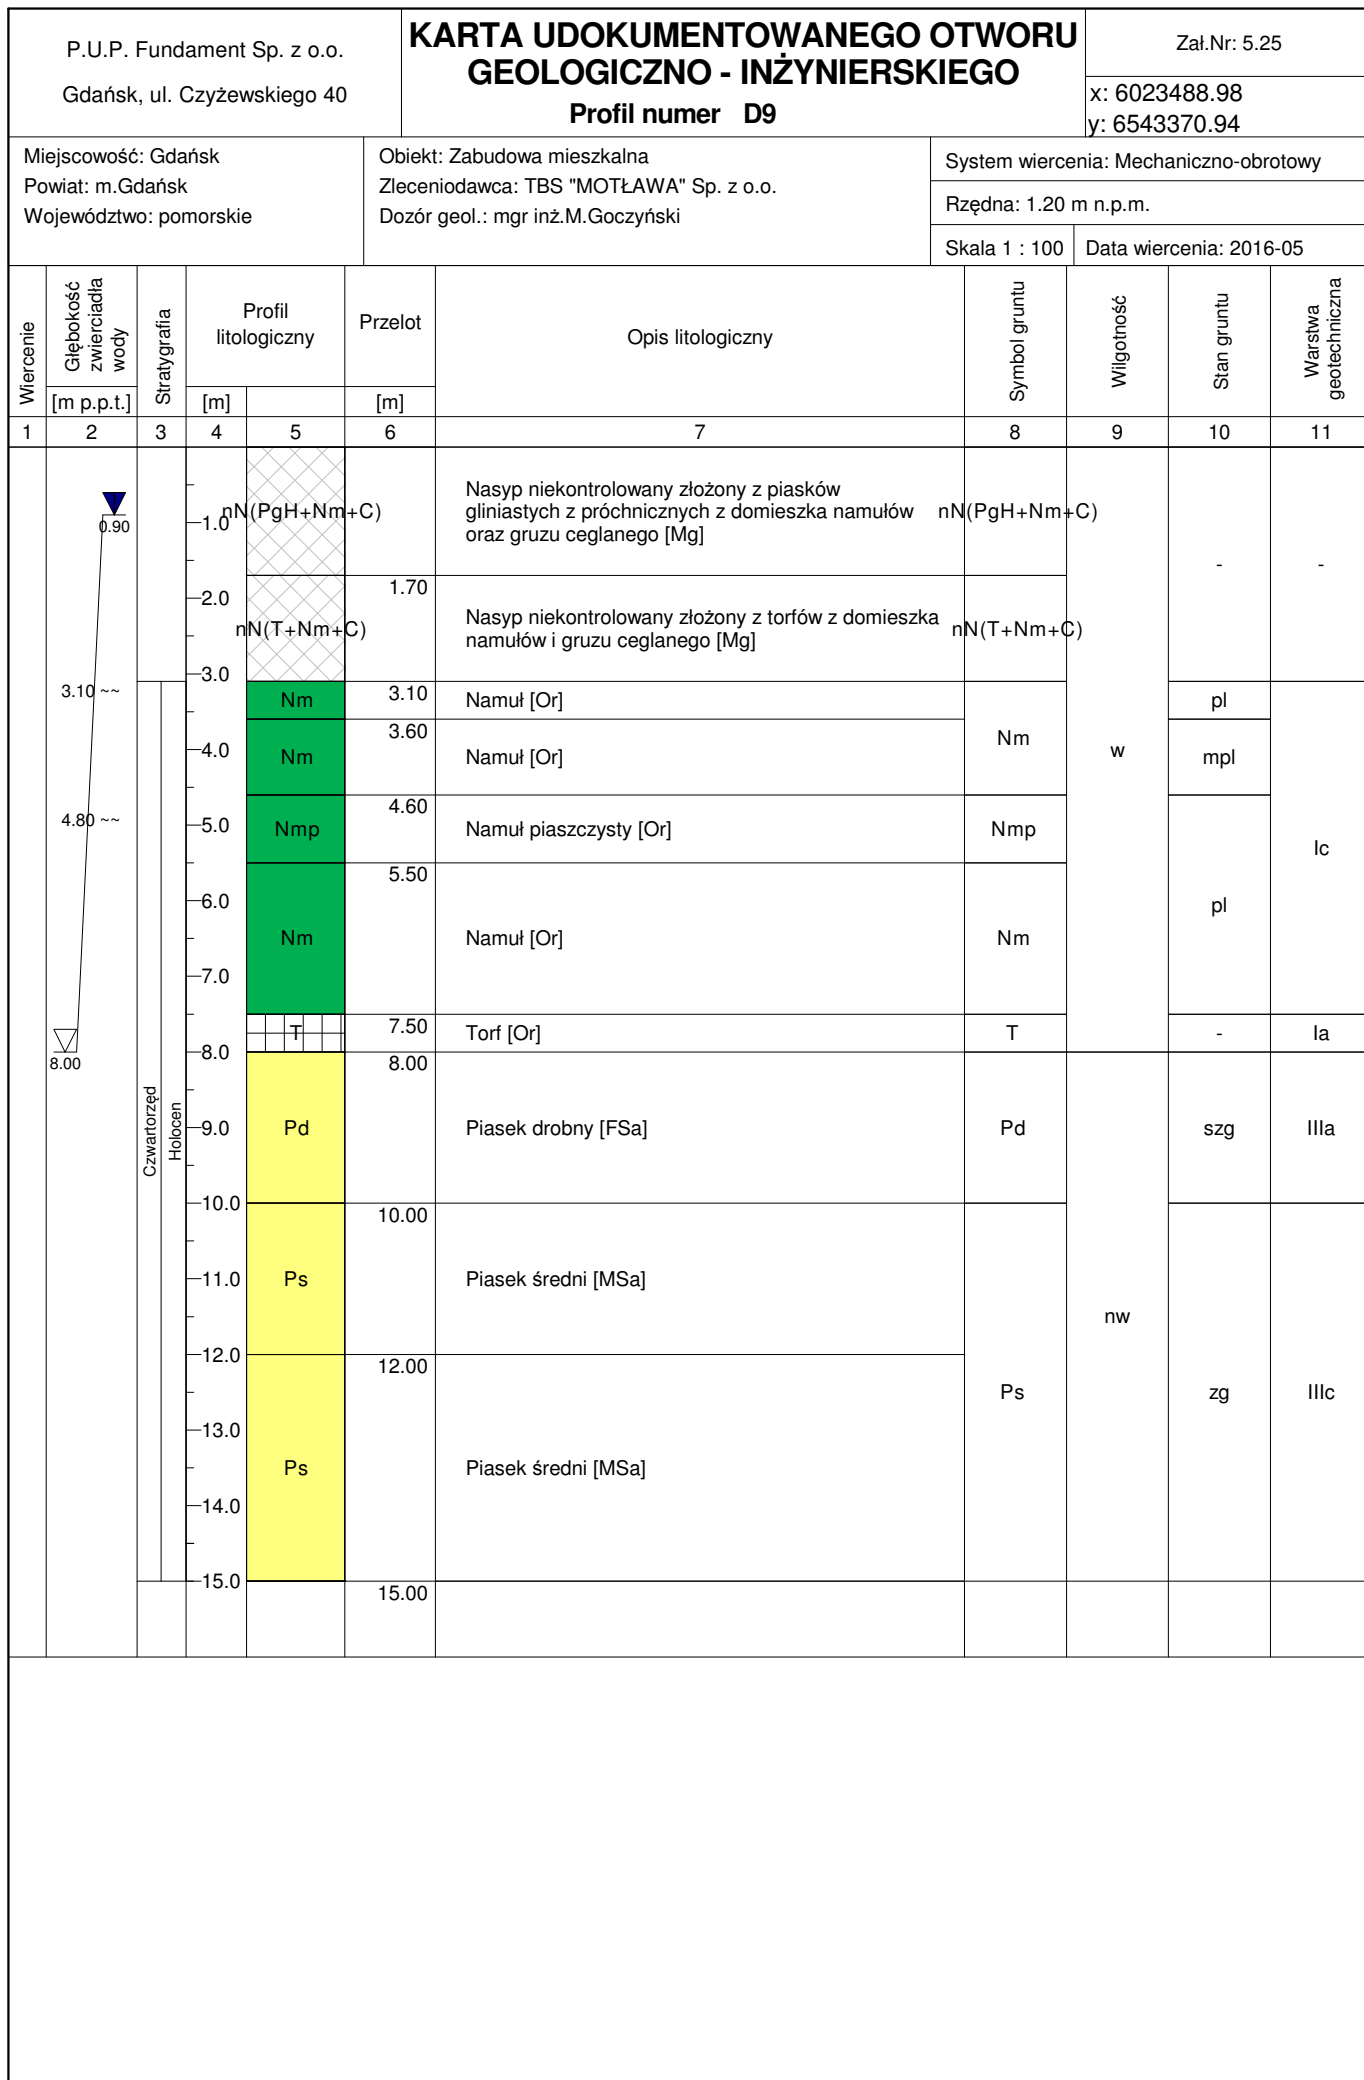 P.U.P. Fundament Sp. z o.o.
Gdańsk, ul. Czyżewskiego 40
KARTA UDOKUMENTOWANEGO OTWORU
GEOLOGICZNO - INŻYNIERSKIEGO
Profil numer D9
Zał.Nr: 5.25
x: 6023488.98
y: 6543370.94
Miejscowość: Gdańsk
Powiat: m.Gdańsk
Województwo: pomorskie
Obiekt: Zabudowa mieszkalna
Zleceniodawca: TBS "MOTŁAWA" Sp. z o.o.
Dozór geol.: mgr inż.M.Goczyński
System wiercenia: Mechaniczno-obrotowy
Rzędna: 1.20 m n.p.m.
Skala 1 : 100
Data wiercenia: 2016-05
Wiercenie
Głębokość
zwierciadła
wody
[m p.p.t.]
Stratygrafia
Profil
litologiczny
[m]
Przelot
[m]
Opis litologiczny
Symbol gruntu
Wilgotność
Stan gruntu
Warstwa
geotechniczna
1 2 3 4 5 6 7 8 9 10 11
0.90
3.10 ~~
4.80 ~~
8.00
Czwartorzęd
Holocen
1.0
2.0
3.0
4.0
5.0
6.0
7.0
8.0
9.0
10.0
11.0
12.0
13.0
14.0
15.0
nN(PgH+Nm+C)
Nasyp niekontrolowany złożony z piasków
gliniastych z próchnicznych z domieszka namułów
oraz gruzu ceglanego [Mg]
nN(PgH+Nm+C)
- -
1.70
nN(T+Nm+C)
Nasyp niekontrolowany złożony z torfów z domieszka
namułów i gruzu ceglanego [Mg]
nN(T+Nm+C)
Nm 3.10 Namuł [Or] pl
3.60
Nm Namuł [Or] Nm w mpl
4.60
Nmp Namuł piaszczysty [Or] Nmp
Ic
5.50
pl
Nm Namuł [Or] Nm
T 7.50 Torf [Or] T - Ia
8.00
Pd Piasek drobny [FSa] Pd szg IIIa
10.00
Ps Piasek średni [MSa]
nw
12.00
Ps zg IIIc
Ps Piasek średni [MSa]
15.00